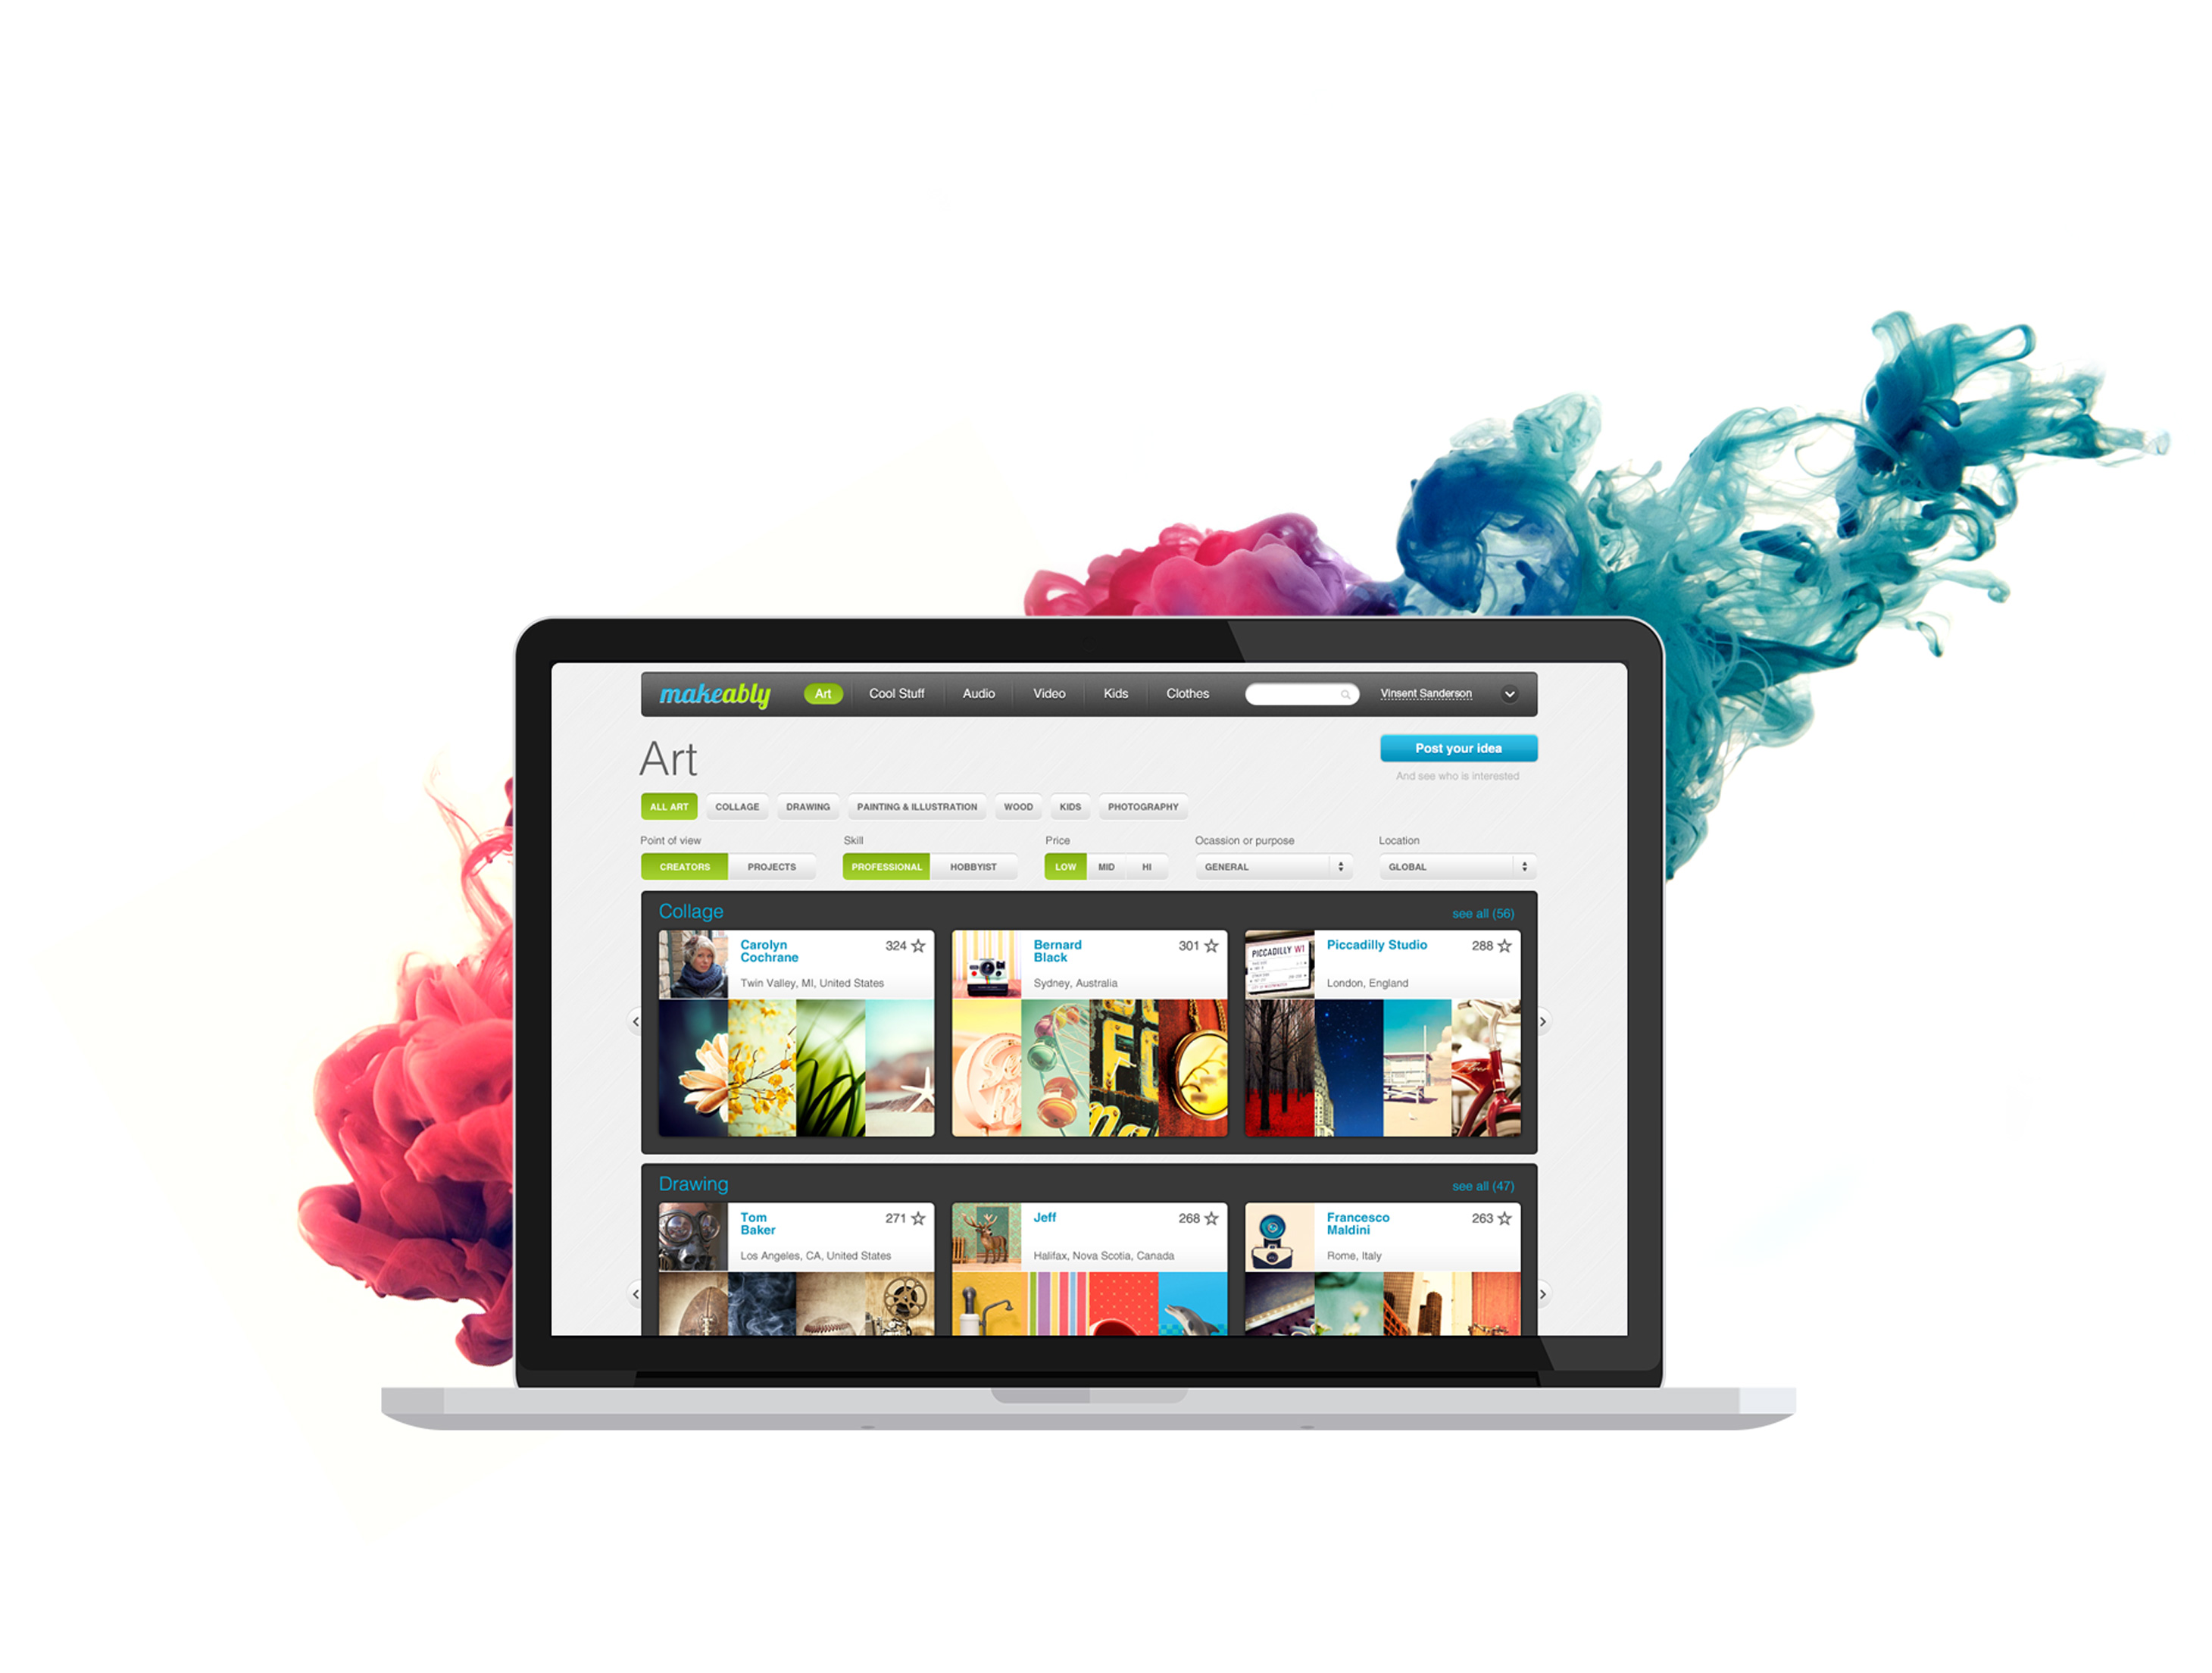 makeably Art Cool Stuff Audio Video Kids Clothes Vinsent Sanderson
Art
Post your idea
And see who is interested
ALL ART COLLAGE DRAWING PAINTING & ILLUSTRATION WOOD KIDS PHOTOGRAPHY
Point of view Skill Price Ocassion or purpose Location
CREATORS PROJECTS PROFESSIONAL HOBBYIST LOW MID HI GENERAL GLOBAL
Collage see all (56)
Carolyn
Cochrane
324
Twin Valley, MI, United States
Bernard
Black
301
Sydney, Australia
PICCADILLY W1
Piccadilly Studio 288
London, England
Drawing see all (47)
Tom
Baker
271
Los Angeles, CA, United States
Jeff 268
Halifax, Nova Scotia, Canada
Francesco
Maldini
263
Rome, Italy